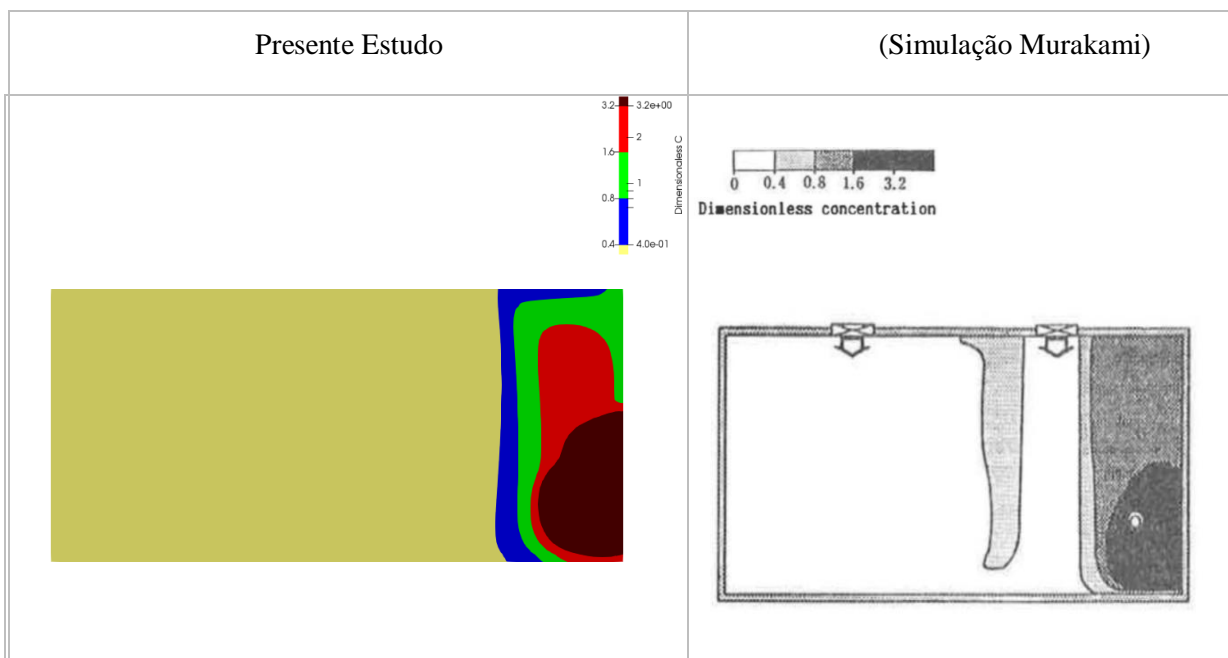 Presente Estudo
(Simulação Murakami)
3.2 3.2e+00
2
1.6
1
0.8
0.4 4.0e-01
Dimensionless C
0 0.4 0.8 1.6 3.2
Dimensionless concentration